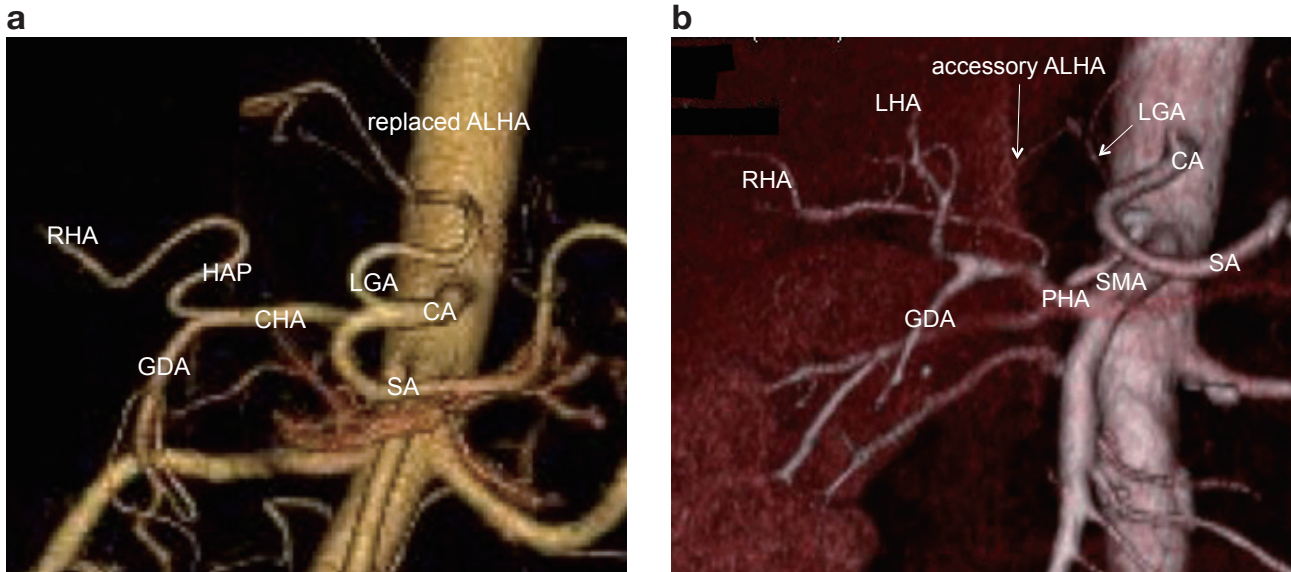 a
replaced ALHA
RHA
HAP
LGA
CA
CHA
GDA
SA
b
accessory ALHA
LHA
LGA
CA
RHA
SA
SMA
PHA
GDA